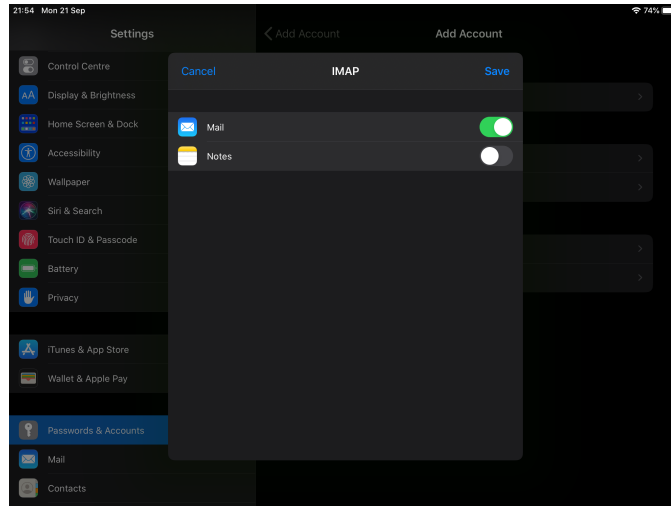 21:54 Mon 21 Sep
74%
Settings
Add Account
Add Account
Control Centre
Display & Brightness
AA
Home Screen & Dock
Accessibility
Wallpaper
Siri & Search
Touch ID & Passcode
Battery
Privacy
iTunes & App Store
Wallet & Apple Pay
Passwords & Accounts
Mail
Contacts
Cancel
IMAP
Save
Mail
Notes